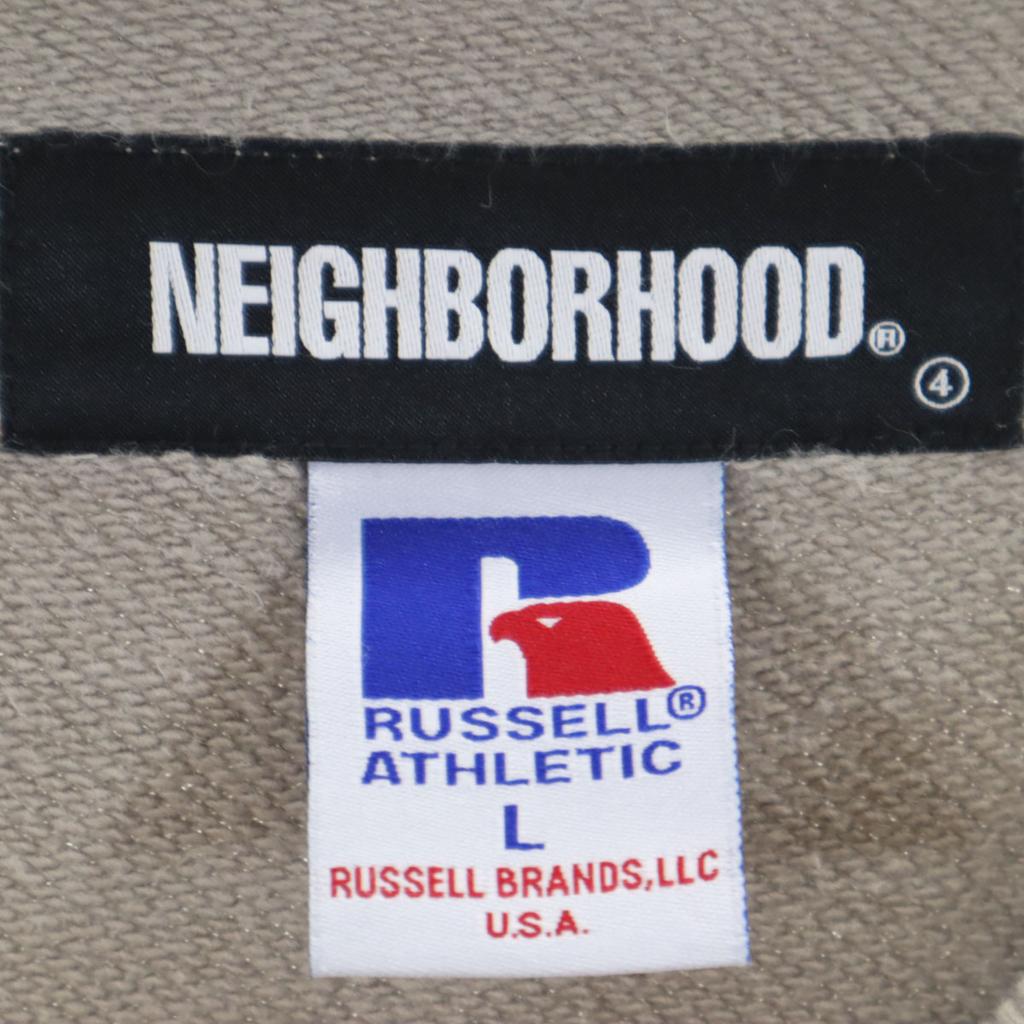 NEIGHBORHOOD®
④
RUSSELL®
ATHLETIC
L
RUSSELL BRANDS,LLC
U.S.A.